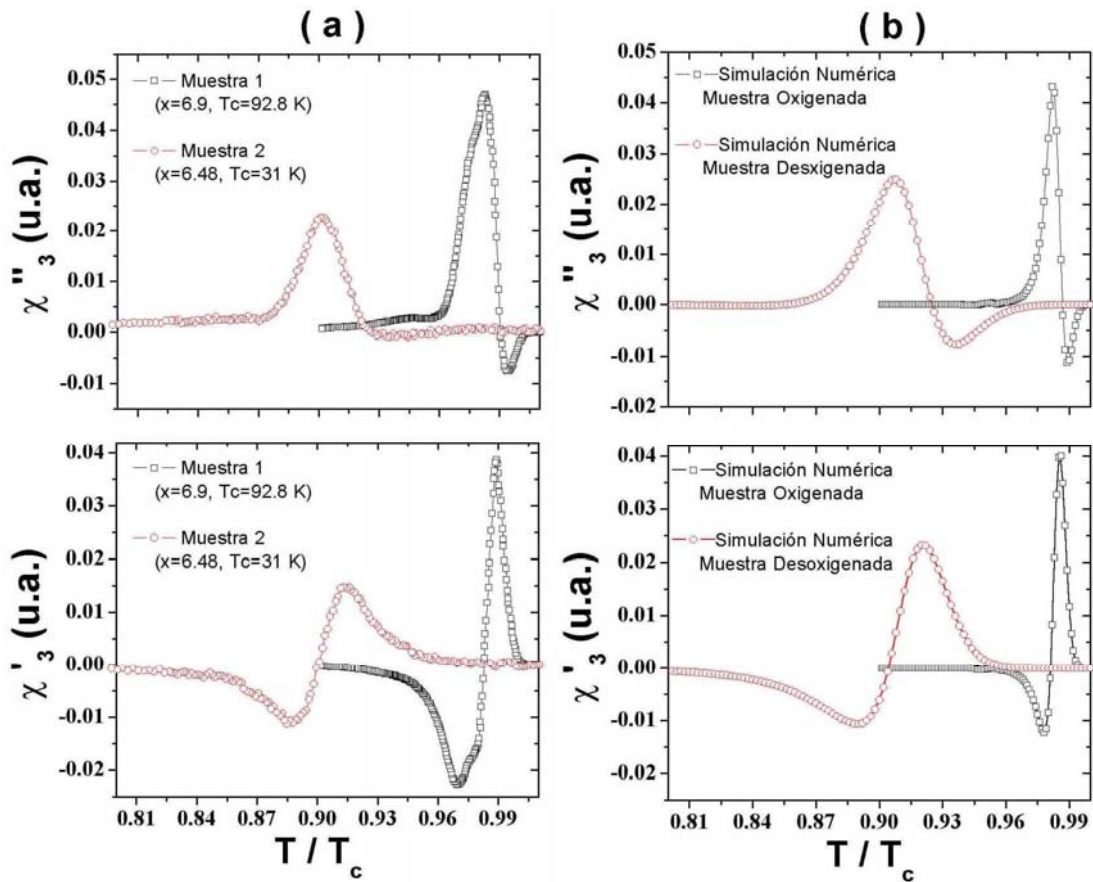 ( a )
0.05
0.04
0.03
0.02
0.01
0.00
-0.01
χ''3 (u.a.)
Muestra 1
(x=6.9, Tc=92.8 K)
Muestra 2
(x=6.48, Tc=31 K)
( b )
0.05
0.04
0.03
0.02
0.01
0.00
-0.01
-0.02
χ''3 (u.a.)
Simulación Numérica
Muestra Oxigenada
Simulación Numérica
Muestra Desxigenada
0.04
0.03
0.02
0.01
0.00
-0.01
-0.02
χ'3 (u.a.)
Muestra 1
(x=6.9, Tc=92.8 K)
Muestra 2
(x=6.48, Tc=31 K)
0.81 0.84 0.87 0.90 0.93 0.96 0.99
T / Tc
0.04
0.03
0.02
0.01
0.00
-0.01
-0.02
χ'3 (u.a.)
Simulación Numérica
Muestra Oxigenada
Simulación Numérica
Muestra Desoxigenada
0.81 0.84 0.87 0.90 0.93 0.96 0.99
T / Tc